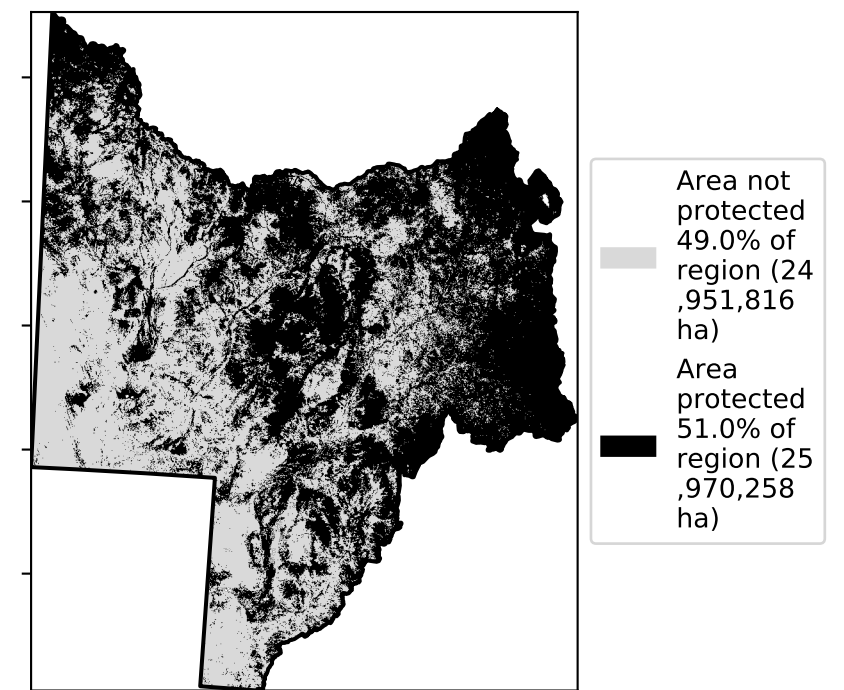 Area not
protected
49.0% of
region (24
,951,816
ha)
Area
protected
51.0% of
region (25
,970,258
ha)